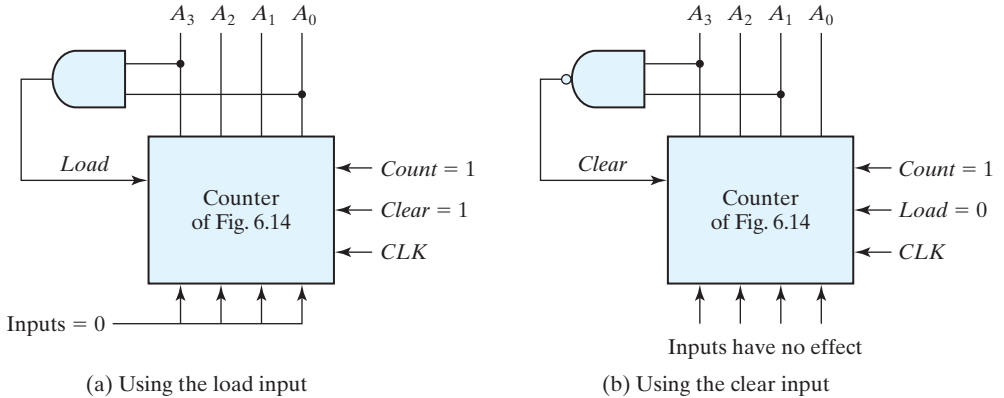 A₃ A₂ A₁ A₀
Load
Counter
of Fig. 6.14
Count = 1
Clear = 1
CLK
Inputs = 0
(a) Using the load input
A₃ A₂ A₁ A₀
Clear
Counter
of Fig. 6.14
Count = 1
Load = 0
CLK
Inputs have no effect
(b) Using the clear input